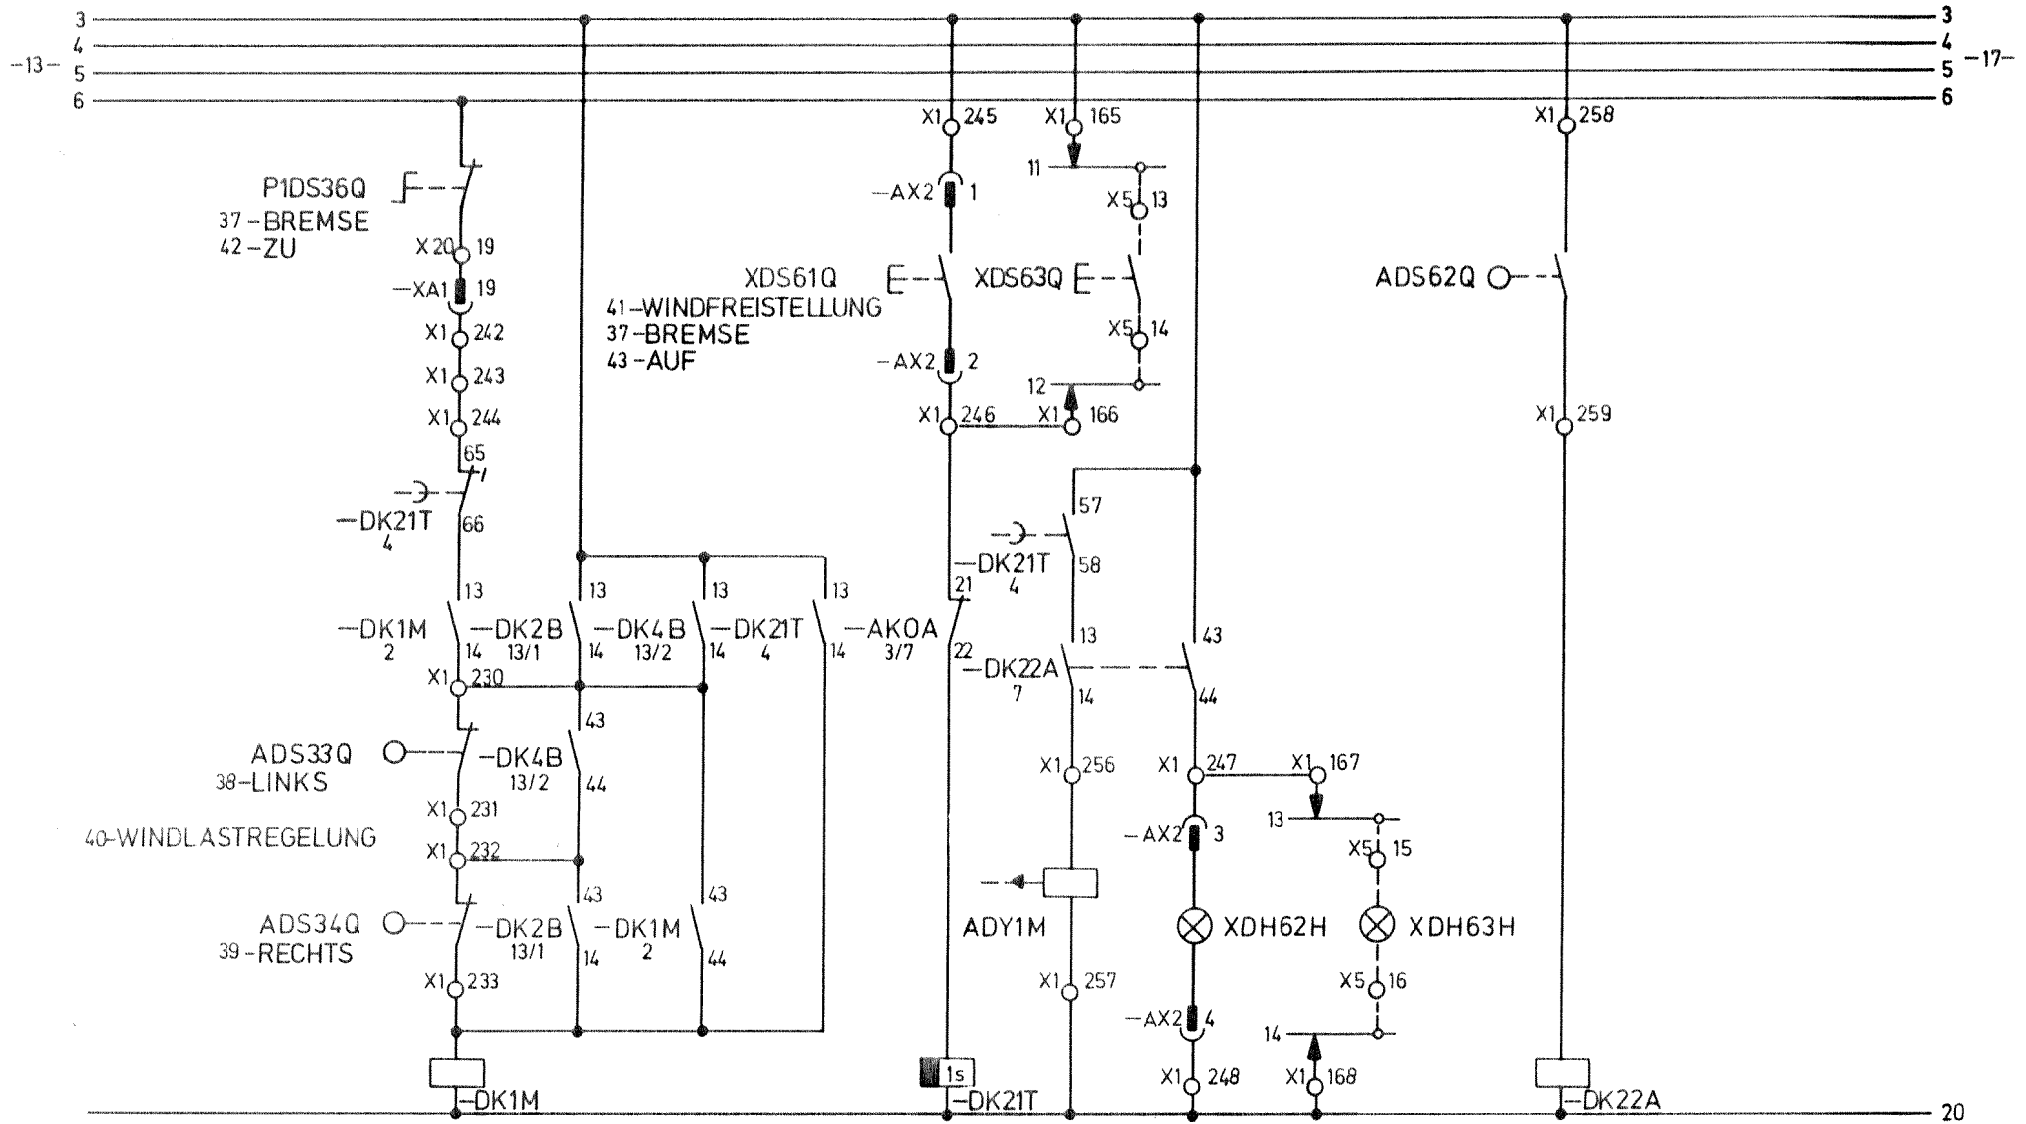 3
3
4
4
-13-
5
5
-17-
6
6
X1 245
X1 165
X1 258
11
P1DS36Q
-AX2 1
X5 13
37-BREMSE
42-ZU
X20 19
-XA1 19
XDS61Q
XDS63Q
ADS62Q
41-WINDFREISTELLUNG
37-BREMSE
43-AUF
X1 242
X5 14
-AX2 2
X1 243
12
X1 244
X1 246
X1 166
X1 259
65
-DK21T
4
66
57
-DK21T
4
58
13
13
13
13
21
-DK1M
2
14
-DK2B
13/1
14
-DK4B
13/2
14
-DK21T
4
14
-AK0A
3/7
22
13
43
-DK22A
7
14
44
X1 230
43
ADS33Q
38-LINKS
-DK4B
13/2
44
X1 256
X1 247
X1 167
X1 231
13
40-WINDLASTREGELUNG
X1 232
-AX2 3
X5 15
43
43
ADS34Q
39-RECHTS
-DK2B
13/1
14
-DK1M
2
44
ADY1M
XDH62H
XDH63H
X1 233
X1 257
X5 16
-AX2 4
14
1s
X1 248
X1 168
-DK1M
-DK21T
-DK22A
20